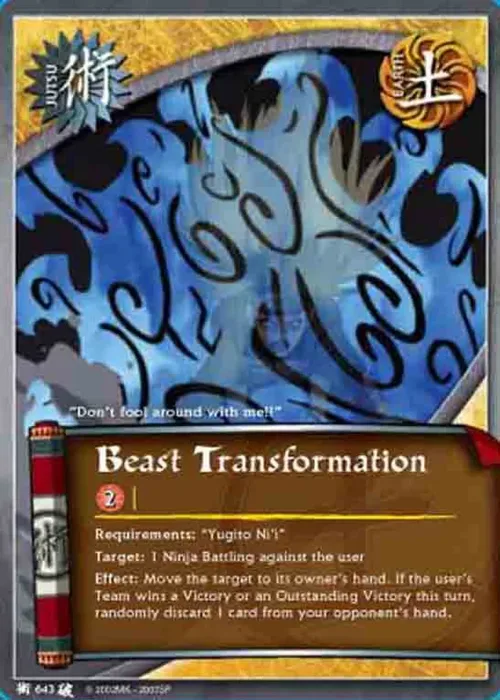 JUTSU 術
EARTH 土
"Don't fool around with me!!"
Beast Transformation
2
Requirements: "Yugito Ni'i"
Target: 1 Ninja Battling against the user
Effect: Move the target to its owner's hand. If the user's
Team wins a Victory or an Outstanding Victory this turn,
randomly discard 1 card from your opponent's hand.
術 643 破 © 2002MK - 2007SP